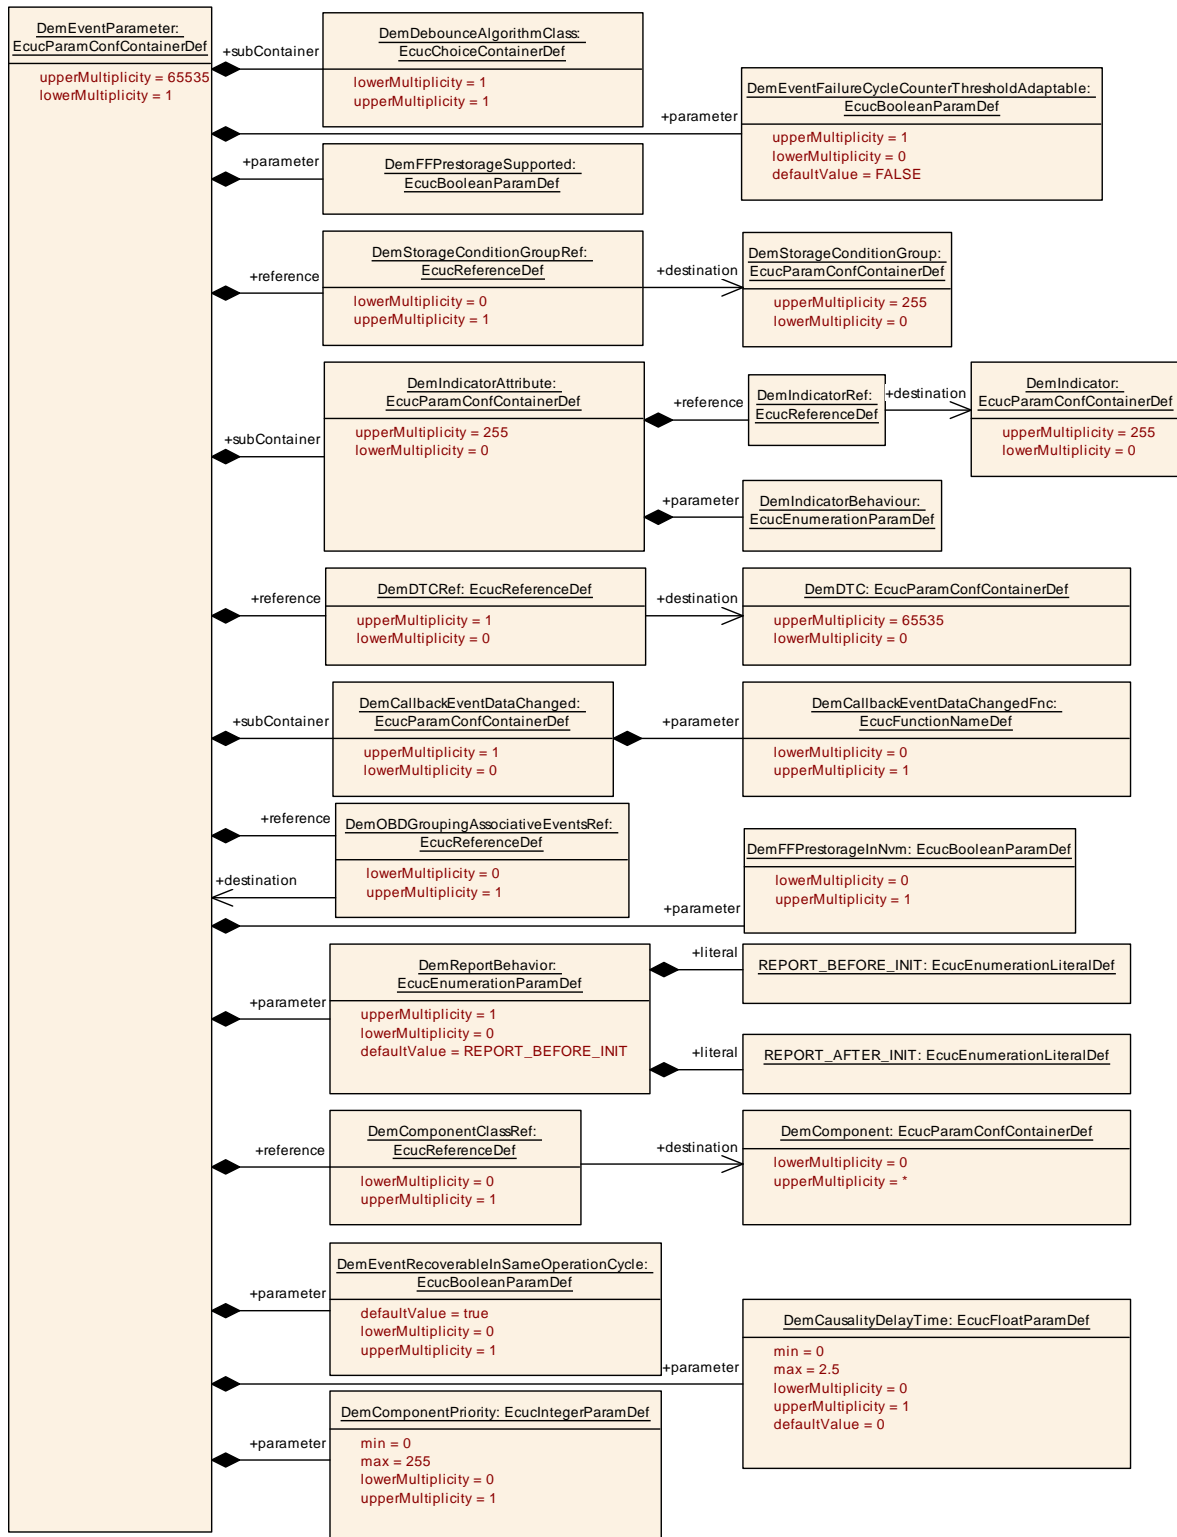 DemEventParameter:
EcucParamConfContainerDef
upperMultiplicity = 65535
lowerMultiplicity = 1
+subContainer
DemDebounceAlgorithmClass:
EcucChoiceContainerDef
lowerMultiplicity = 1
upperMultiplicity = 1
+parameter
DemEventFailureCycleCounterThresholdAdaptable:
EcucBooleanParamDef
upperMultiplicity = 1
lowerMultiplicity = 0
defaultValue = FALSE
+parameter
DemFFPrestorageSupported:
EcucBooleanParamDef
+reference
DemStorageConditionGroupRef:
EcucReferenceDef
lowerMultiplicity = 0
upperMultiplicity = 1
+destination
DemStorageConditionGroup:
EcucParamConfContainerDef
upperMultiplicity = 255
lowerMultiplicity = 0
+subContainer
DemIndicatorAttribute:
EcucParamConfContainerDef
upperMultiplicity = 255
lowerMultiplicity = 0
+reference
DemIndicatorRef:
EcucReferenceDef
+destination
DemIndicator:
EcucParamConfContainerDef
upperMultiplicity = 255
lowerMultiplicity = 0
+parameter
DemIndicatorBehaviour:
EcucEnumerationParamDef
+reference
DemDTCRef: EcucReferenceDef
upperMultiplicity = 1
lowerMultiplicity = 0
+destination
DemDTC: EcucParamConfContainerDef
upperMultiplicity = 65535
lowerMultiplicity = 0
+subContainer
DemCallbackEventDataChanged:
EcucParamConfContainerDef
upperMultiplicity = 1
lowerMultiplicity = 0
+parameter
DemCallbackEventDataChangedFnc:
EcucFunctionNameDef
lowerMultiplicity = 0
upperMultiplicity = 1
+reference
DemOBDGroupingAssociativeEventsRef:
EcucReferenceDef
lowerMultiplicity = 0
upperMultiplicity = 1
+destination
+parameter
DemFFPrestorageInNvm: EcucBooleanParamDef
lowerMultiplicity = 0
upperMultiplicity = 1
+parameter
DemReportBehavior:
EcucEnumerationParamDef
upperMultiplicity = 1
lowerMultiplicity = 0
defaultValue = REPORT_BEFORE_INIT
+literal
REPORT_BEFORE_INIT: EcucEnumerationLiteralDef
+literal
REPORT_AFTER_INIT: EcucEnumerationLiteralDef
+reference
DemComponentClassRef:
EcucReferenceDef
lowerMultiplicity = 0
upperMultiplicity = 1
+destination
DemComponent: EcucParamConfContainerDef
lowerMultiplicity = 0
upperMultiplicity = *
+parameter
DemEventRecoverableInSameOperationCycle:
EcucBooleanParamDef
defaultValue = true
lowerMultiplicity = 0
upperMultiplicity = 1
+parameter
DemCausalityDelayTime: EcucFloatParamDef
min = 0
max = 2.5
lowerMultiplicity = 0
upperMultiplicity = 1
defaultValue = 0
+parameter
DemComponentPriority: EcucIntegerParamDef
min = 0
max = 255
lowerMultiplicity = 0
upperMultiplicity = 1